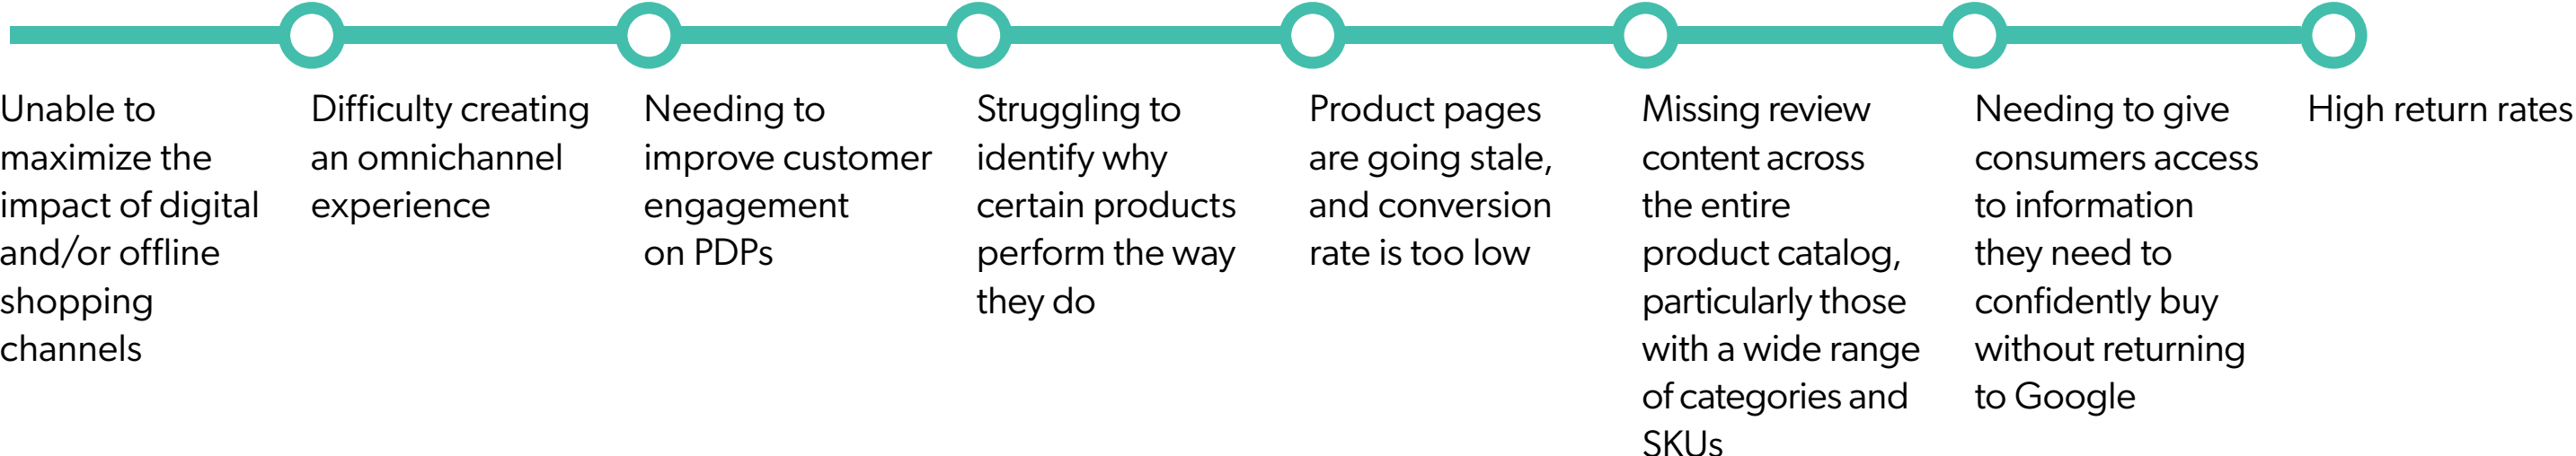 Unable to
maximize the
impact of digital
and/or offline
shopping
channels
Difficulty creating
an omnichannel
experience
Needing to
improve customer
engagement
on PDPs
Struggling to
identify why
certain products
perform the way
they do
Product pages
are going stale,
and conversion
rate is too low
Missing review
content across
the entire
product catalog,
particularly those
with a wide range
of categories and
SKUs
Needing to give
consumers access
to information
they need to
confidently buy
without returning
to Google
High return rates